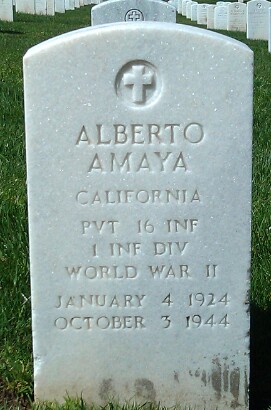 ALBERTO
AMAYA
CALIFORNIA
PVT 16 INF
1 INF DIV
WORLD WAR II
JANUARY 4 1924
OCTOBER 3 1944